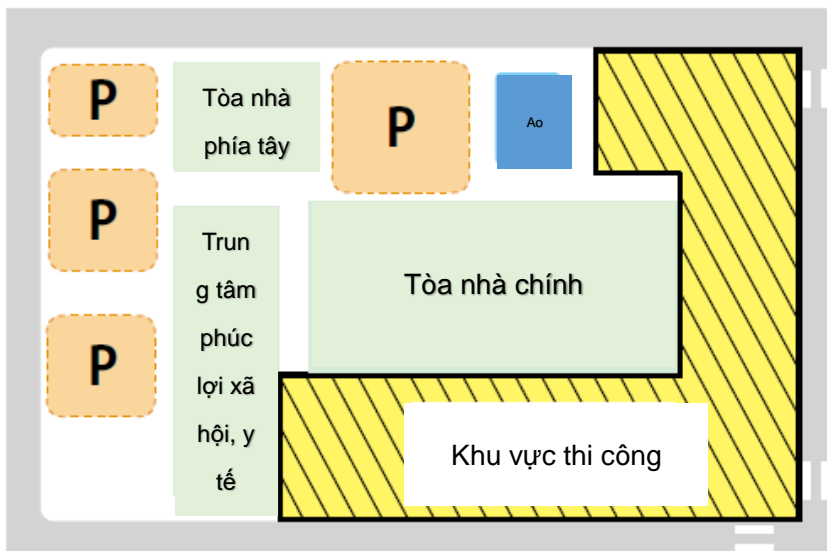 P
Tòa nhà
phía tây
P
Ao
P
Trun
g tâm
phúc
lợi xã
hội, y
tế
Tòa nhà chính
P
Khu vực thi công